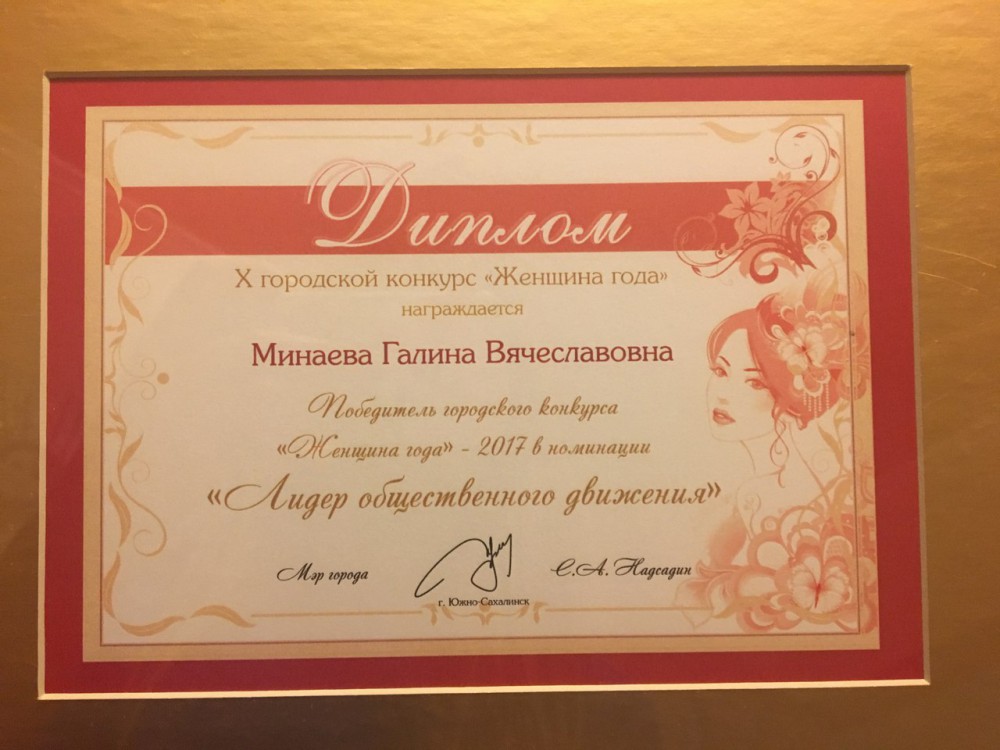 Диплом
X городской конкурс «Женщина года»
награждается
Минаева Галина Вячеславовна
Победитель городского конкурса
«Женщина года» - 2017 в номинации
«Лидер общественного движения»
Мэр города С.А. Надсадин
г. Южно-Сахалинск